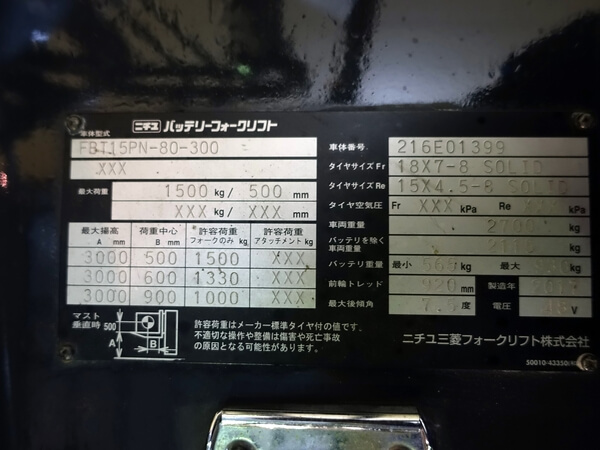 ニチユ バッテリーフォークリフト
車体型式 FBT15PN-80-300
XXX
最大荷重 1500 kg/ 500 mm
XXX kg/ XXX mm
最大揚高 A mm 荷重中心 B mm 許容荷重 フォークのみ kg 許容荷重 アタッチメント kg
3000 500 1500 XXX
3000 600 1330 XXX
3000 900 1000 XXX
マスト垂直時 500 A B
許容荷重はメーカー標準タイヤ付の値です。
不適切な操作や整備は傷害や死亡事故
の原因となる可能性があります。
車体番号 216E01399
タイヤサイズ Fr 18X7-8 SOLID
タイヤサイズ Re 15X4.5-8 SOLID
タイヤ空気圧 Fr XXX kPa Re XXX kPa
車両重量 kg
バッテリを除く車両重量 kg
バッテリ重量 最小 kg 最大 kg
前輪トレッド 920 mm 製造年
最大後傾角 度 電圧 V
ニチユ三菱フォークリフト株式会社